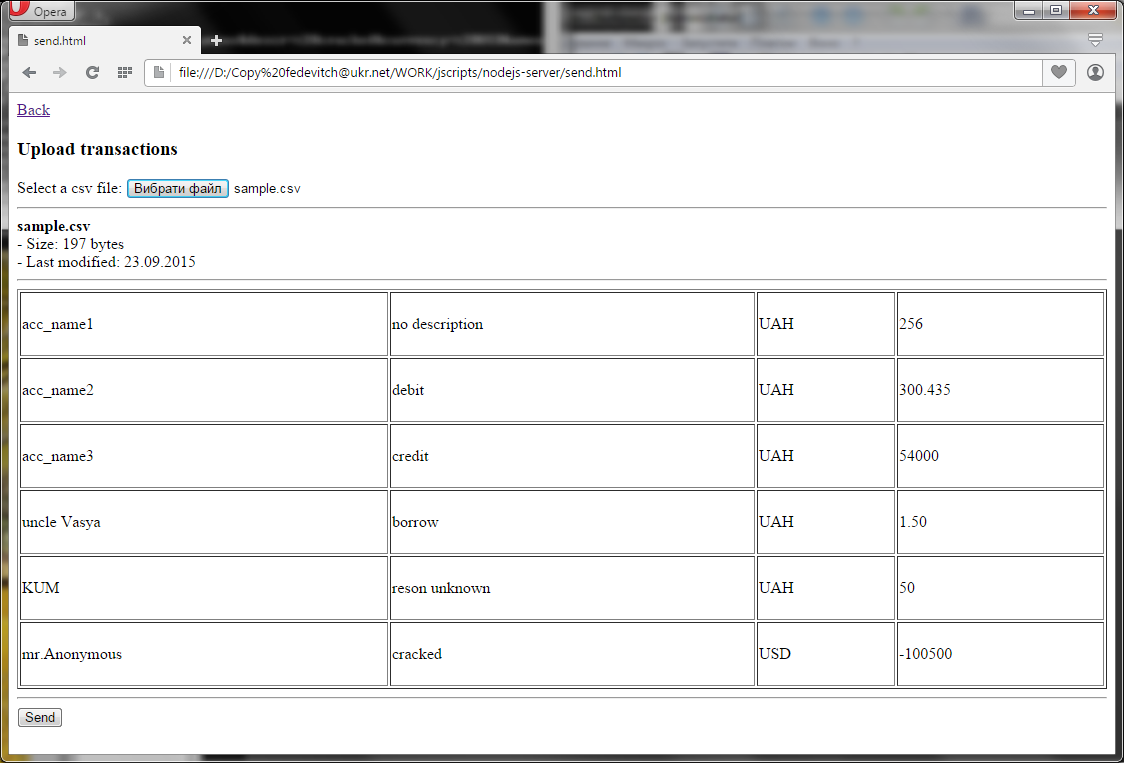 Opera
send.html
file:///D:/Copy%20fedevitch@ukr.net/WORK/jscripts/nodejs-server/send.html
Back
Upload transactions
Select a csv file: Вибрати файл sample.csv
sample.csv
- Size: 197 bytes
- Last modified: 23.09.2015
acc_name1 no description UAH 256
acc_name2 debit UAH 300.435
acc_name3 credit UAH 54000
uncle Vasya borrow UAH 1.50
KUM reson unknown UAH 50
mr.Anonymous cracked USD -100500
Send